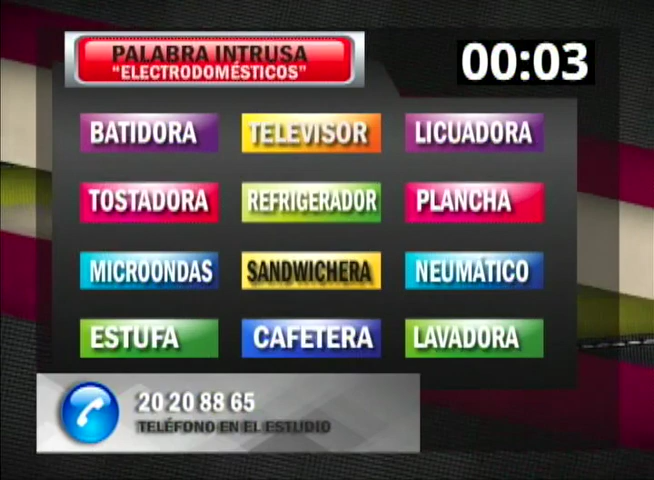 PALABRA INTRUSA
"ELECTRODOMÉSTICOS"
00:03
BATIDORA
TELEVISOR
LICUADORA
TOSTADORA
REFRIGERADOR
PLANCHA
MICROONDAS
SANDWICHERA
NEUMÁTICO
ESTUFA
CAFETERA
LAVADORA
20 20 88 65
TELÉFONO EN EL ESTUDIO